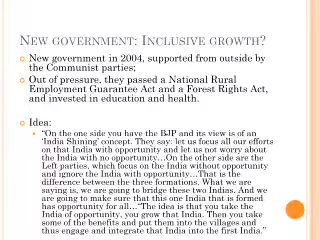 NEW GOVERNMENT: INCLUSIVE GROWTH?
New government in 2004, supported from outside by
the Communist parties;
Out of pressure, they passed a National Rural
Employment Guarantee Act and a Forest Rights Act,
and invested in education and health.
Idea:
"On the one side you have the BJP and its view is of an
'India Shining' concept. They say: let us focus all our efforts
on that India with opportunity and let us not worry about
the India with no opportunity…On the other side are the
Left parties, which focus on the India without opportunity
and ignore the India with opportunity…That is the
difference between the three formations. What we are
saying is, we are going to bridge these two Indias. And we
are going to make sure that this one India that is formed
has opportunity for all…"The idea is that you take the
India of opportunity, you grow that India. Then you take
some of the benefits and put them into the villages and
thus engage and integrate that India into the first India."